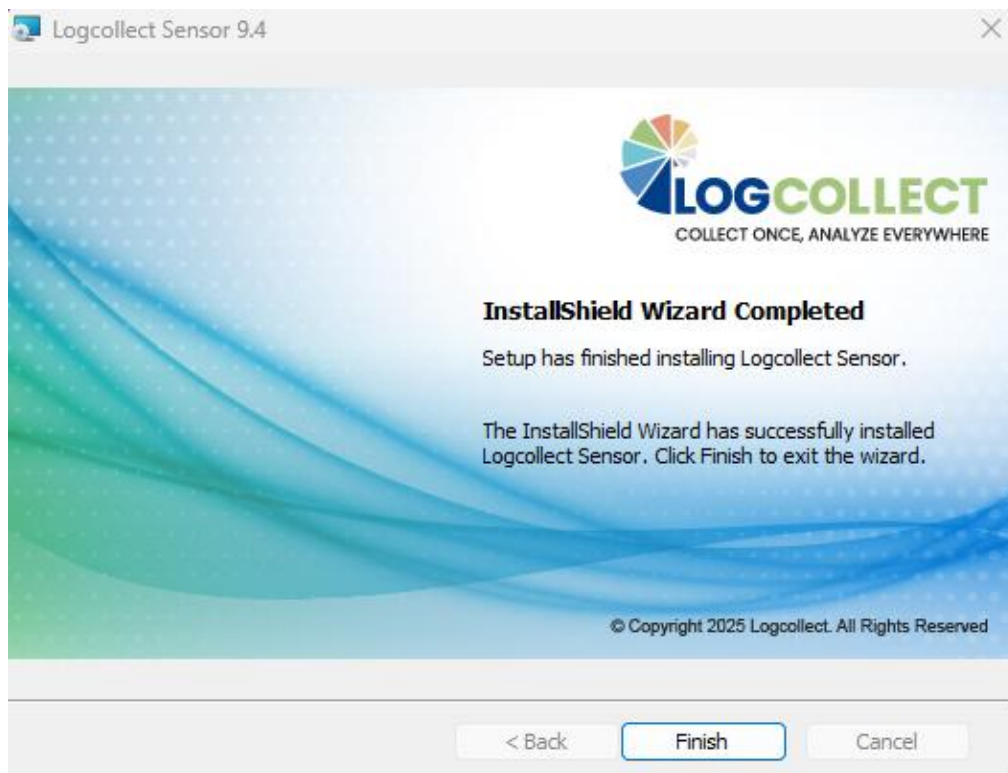 Logcollect Sensor 9.4
LOGCOLLECT
COLLECT ONCE, ANALYZE EVERYWHERE
InstallShield Wizard Completed
Setup has finished installing Logcollect Sensor.
The InstallShield Wizard has successfully installed
Logcollect Sensor. Click Finish to exit the wizard.
© Copyright 2025 Logcollect. All Rights Reserved
< Back Finish Cancel